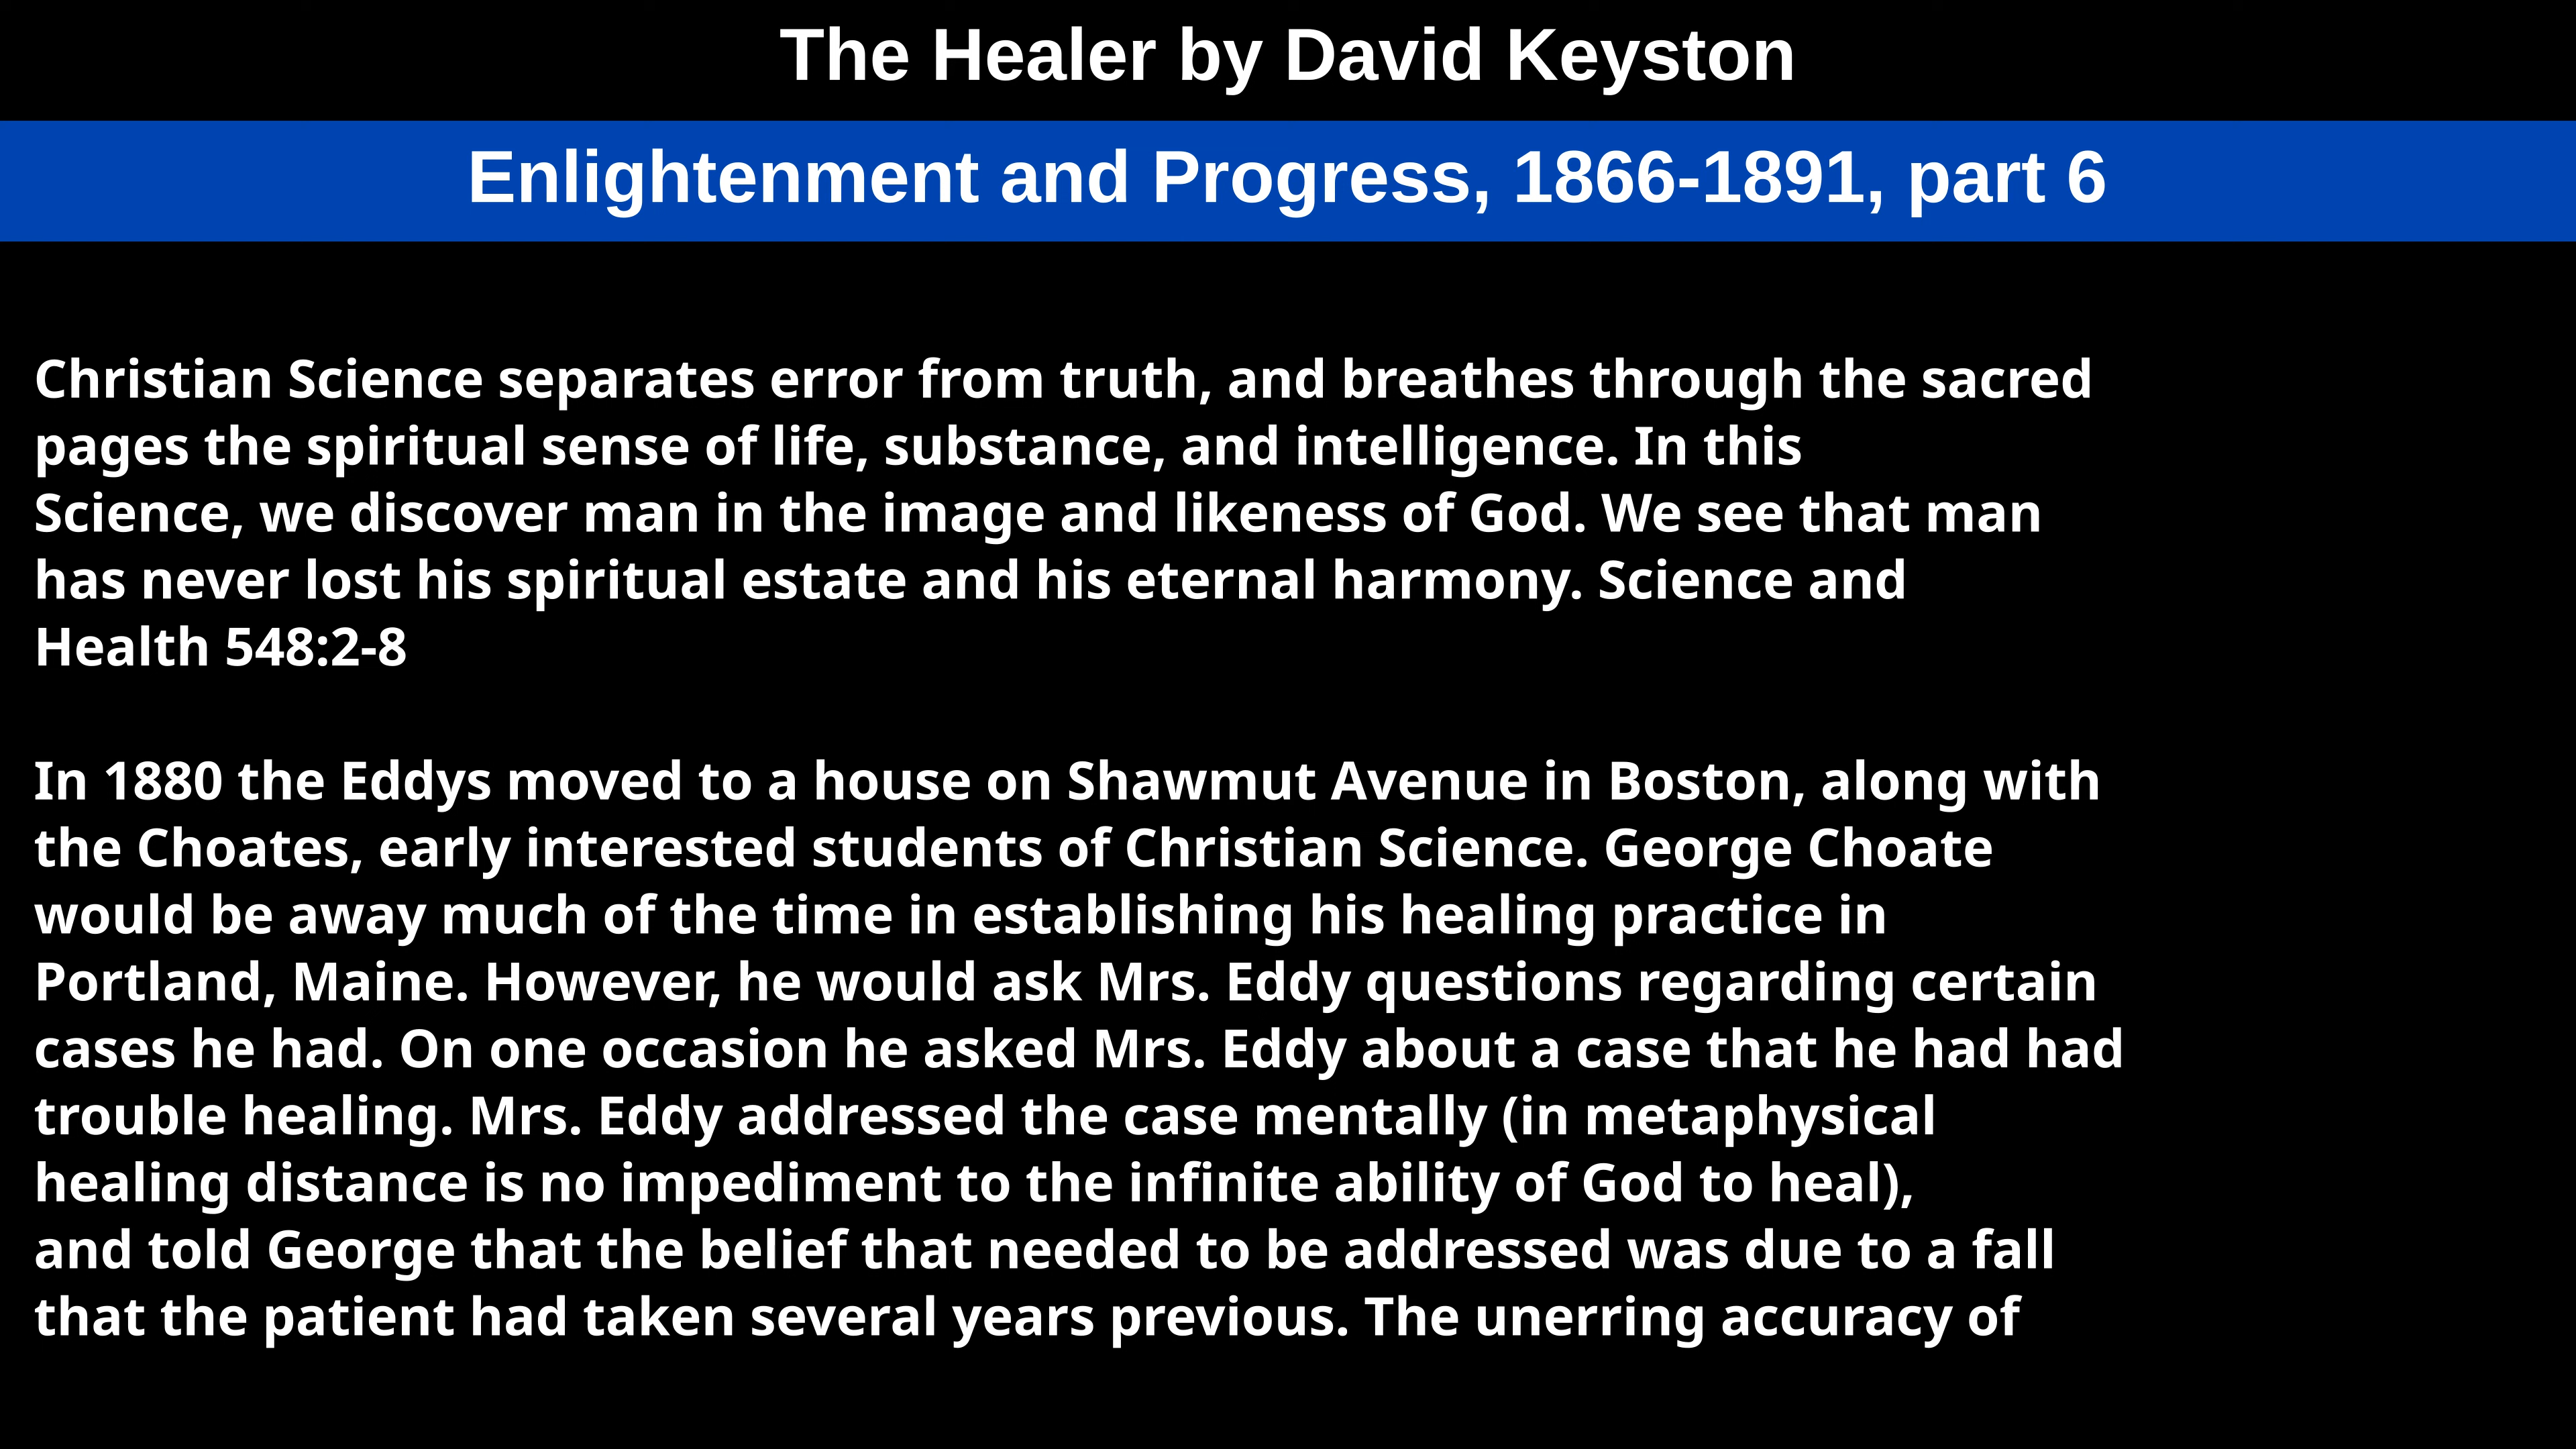 The Healer by David Keyston
Enlightenment and Progress, 1866-1891, part 6
Christian Science separates error from truth, and breathes through the sacred
pages the spiritual sense of life, substance, and intelligence. In this
Science, we discover man in the image and likeness of God. We see that man
has never lost his spiritual estate and his eternal harmony. Science and
Health 548:2-8
In 1880 the Eddys moved to a house on Shawmut Avenue in Boston, along with
the Choates, early interested students of Christian Science. George Choate
would be away much of the time in establishing his healing practice in
Portland, Maine. However, he would ask Mrs. Eddy questions regarding certain
cases he had. On one occasion he asked Mrs. Eddy about a case that he had had
trouble healing. Mrs. Eddy addressed the case mentally (in metaphysical
healing distance is no impediment to the infinite ability of God to heal),
and told George that the belief that needed to be addressed was due to a fall
that the patient had taken several years previous. The unerring accuracy of